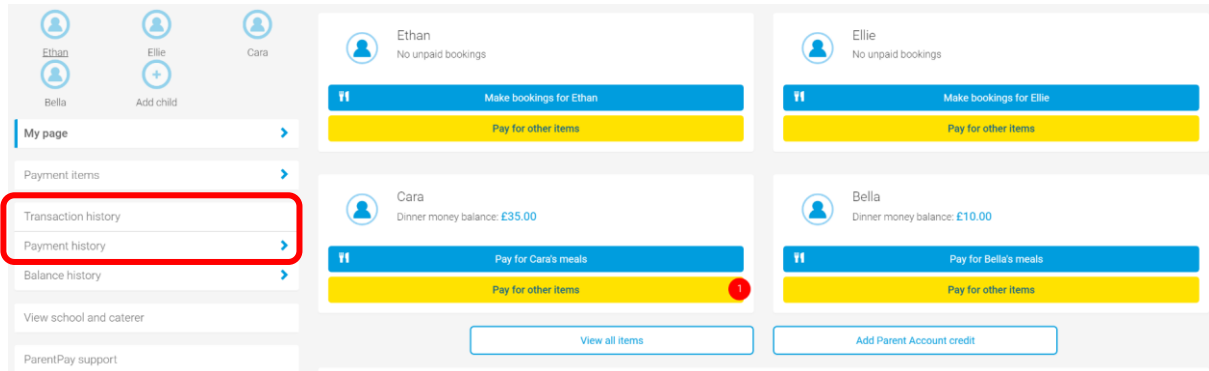 Ethan
Ellie
Cara
Bella
Add child
My page
Payment items
Transaction history
Payment history
Balance history
View school and caterer
ParentPay support
Ethan
No unpaid bookings
Make bookings for Ethan
Pay for other items
Ellie
No unpaid bookings
Make bookings for Ellie
Pay for other items
Cara
Dinner money balance: £35.00
Pay for Cara's meals
Pay for other items
1
Bella
Dinner money balance: £10.00
Pay for Bella's meals
Pay for other items
View all items
Add Parent Account credit